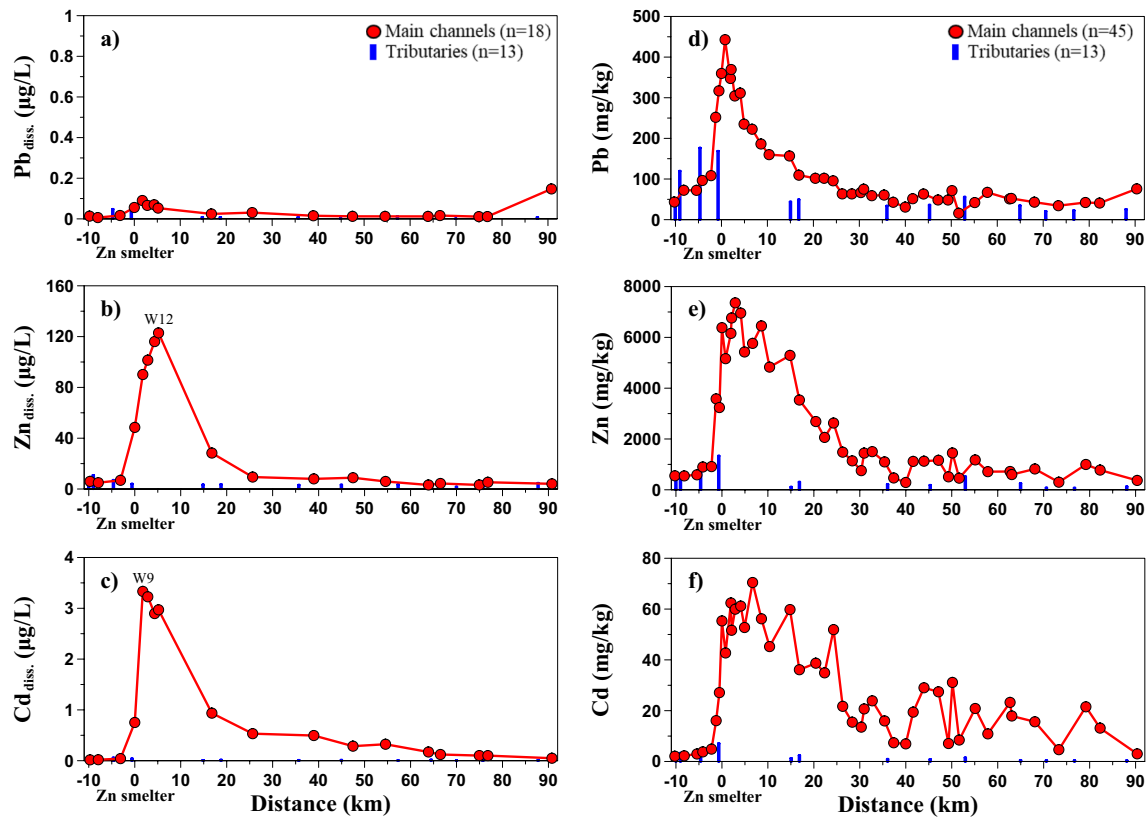 a)
Main channels (n=18)
Tributaries (n=13)
Pb diss. (µg/L)
1
0.8
0.6
0.4
0.2
0
-10 0 10 20 30 40 50 60 70 80 90
Zn smelter
d)
Main channels (n=45)
Tributaries (n=13)
Pb (mg/kg)
500
400
300
200
100
0
-10 0 10 20 30 40 50 60 70 80 90
Zn smelter
b)
W12
Zn diss. (µg/L)
160
120
80
40
0
-10 0 10 20 30 40 50 60 70 80 90
Zn smelter
e)
Zn (mg/kg)
8000
6000
4000
2000
0
-10 0 10 20 30 40 50 60 70 80 90
Zn smelter
c)
W9
Cd diss. (µg/L)
4
3
2
1
0
-10 0 10 20 30 40 50 60 70 80 90
Zn smelter
Distance (km)
f)
Cd (mg/kg)
80
60
40
20
0
-10 0 10 20 30 40 50 60 70 80 90
Zn smelter
Distance (km)